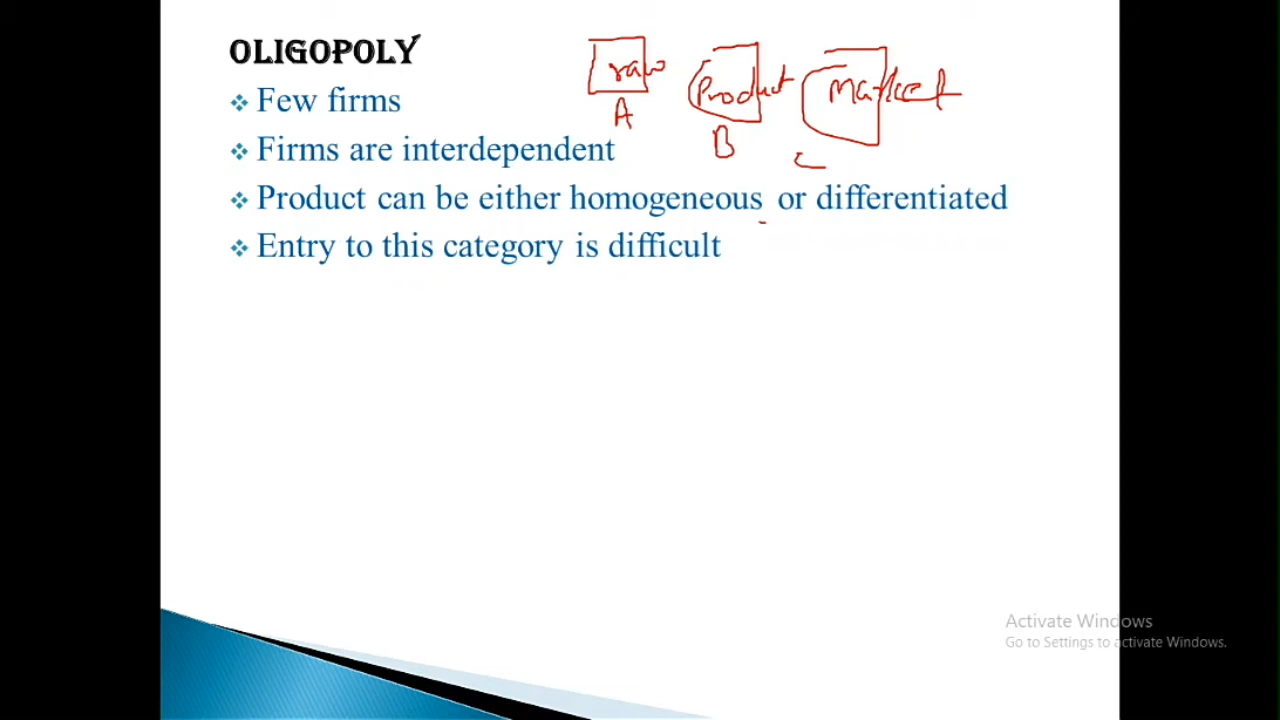 OLIGOPOLY
raw Product Market
A B C
Few firms
Firms are interdependent
Product can be either homogeneous or differentiated
Entry to this category is difficult
Activate Windows
Go to Settings to activate Windows.